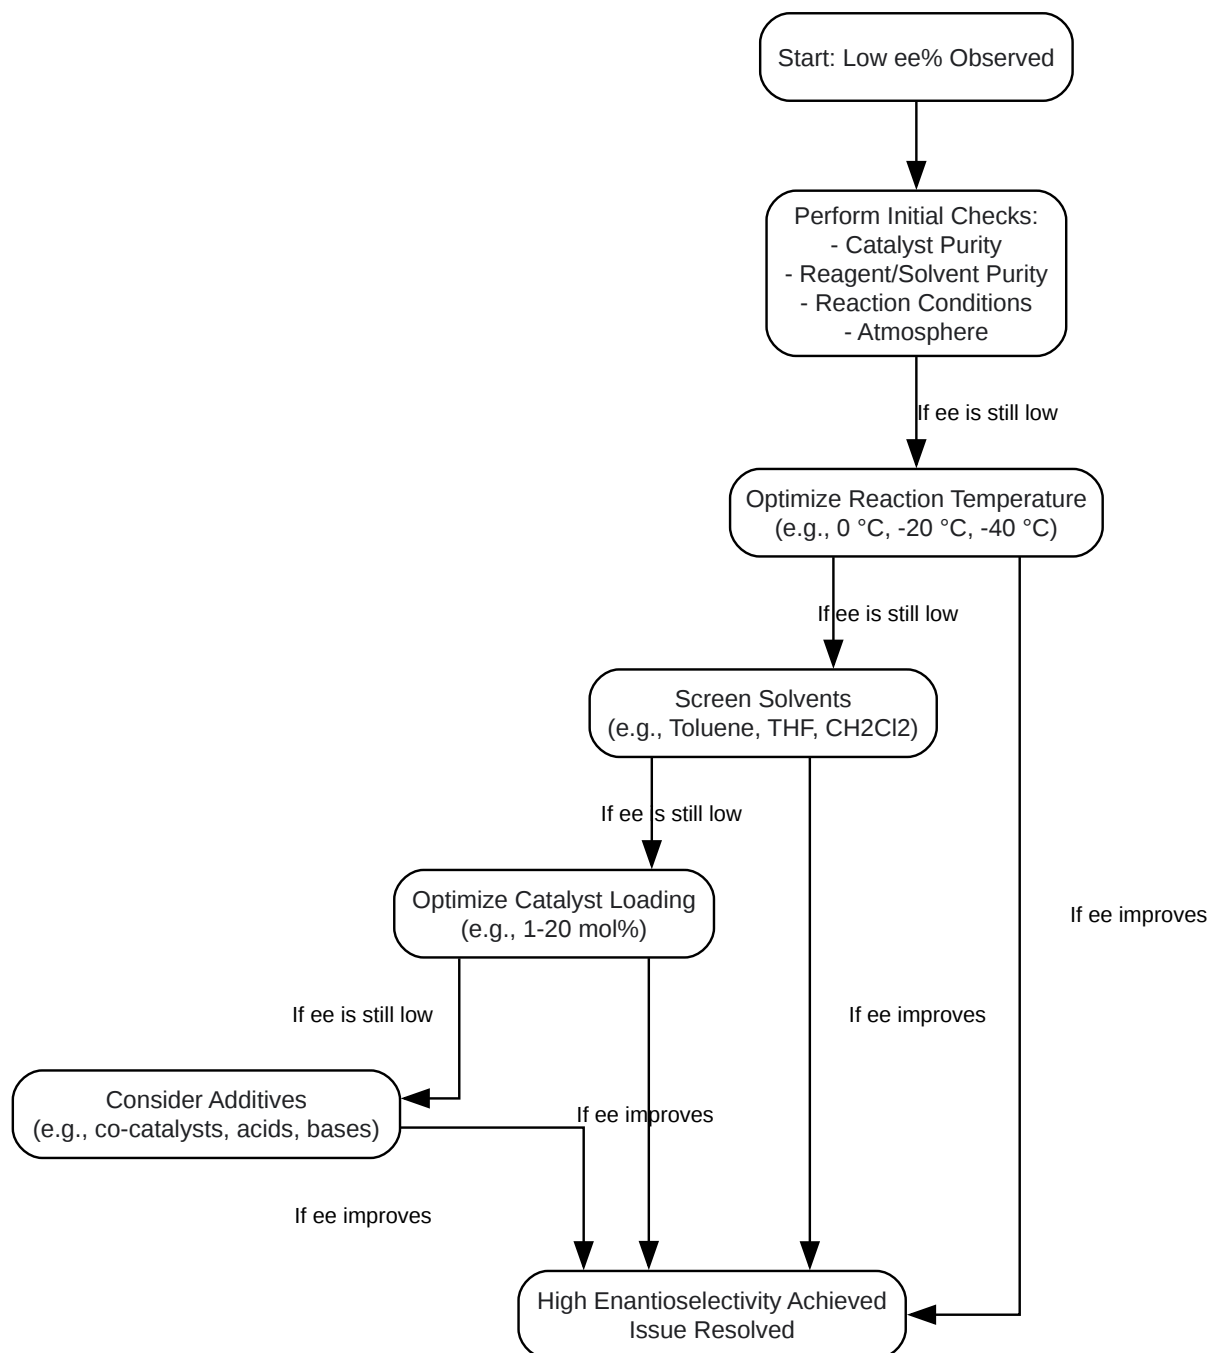 Start: Low ee% Observed
Perform Initial Checks:
- Catalyst Purity
- Reagent/Solvent Purity
- Reaction Conditions
- Atmosphere
If ee is still low
Optimize Reaction Temperature
(e.g., 0 °C, -20 °C, -40 °C)
If ee is still low
Screen Solvents
(e.g., Toluene, THF, CH2Cl2)
If ee is still low
Optimize Catalyst Loading
(e.g., 1-20 mol%)
If ee improves
If ee is still low
If ee improves
Consider Additives
(e.g., co-catalysts, acids, bases)
If ee improves
If ee improves
High Enantioselectivity Achieved
Issue Resolved